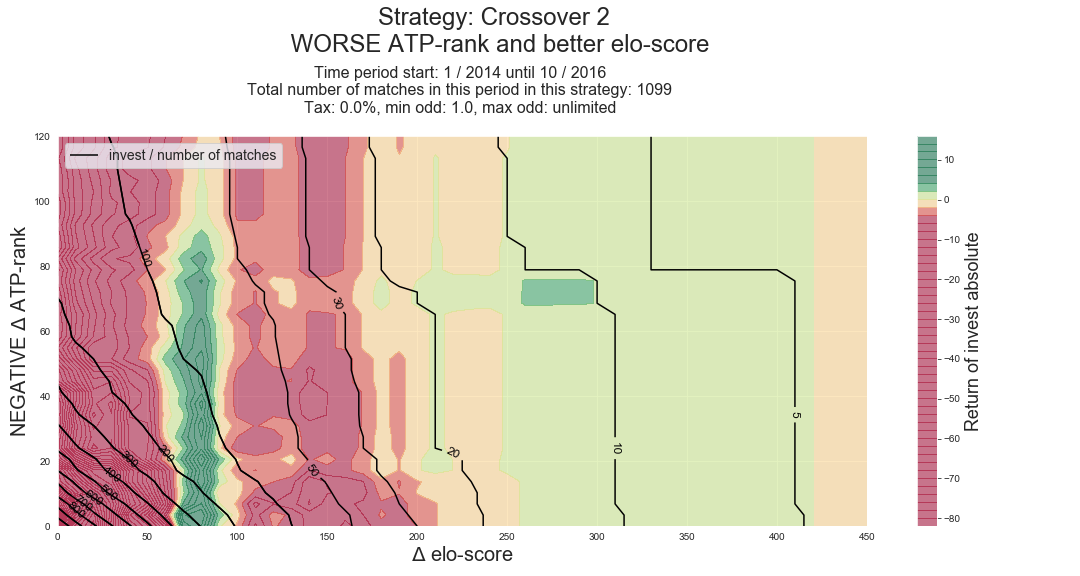 Strategy: Crossover 2
WORSE ATP-rank and better elo-score
Time period start: 1 / 2014 until 10 / 2016
Total number of matches in this period in this strategy: 1099
Tax: 0.0%, min odd: 1.0, max odd: unlimited
invest / number of matches
NEGATIVE Δ ATP-rank
120
100
80
60
40
20
0
0 50 100 150 200 250 300 350 400 450
Δ elo-score
100
200
300
400
500
50
30
20
10
5
10
0
−10
−20
−30
−40
−50
−60
−70
−80
Return of invest absolute